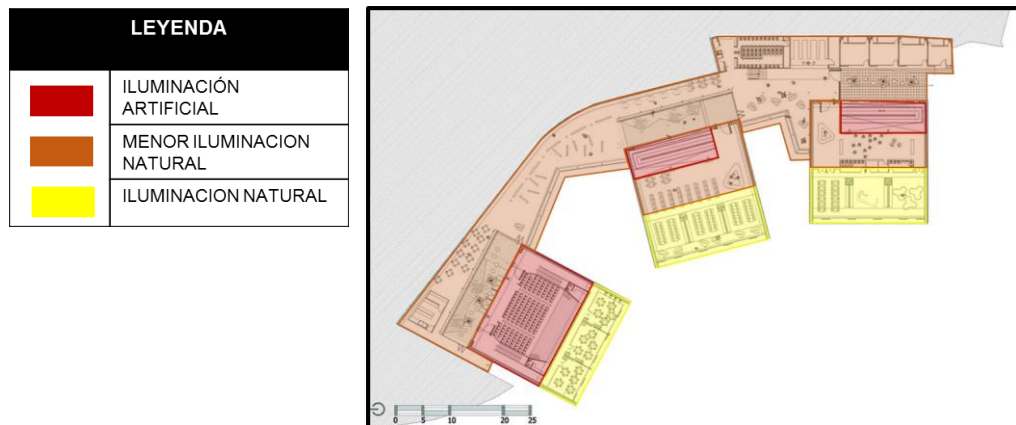 LEYENDA
ILUMINACIÓN
ARTIFICIAL
MENOR ILUMINACION
NATURAL
ILUMINACION NATURAL
0 5 10 20 25